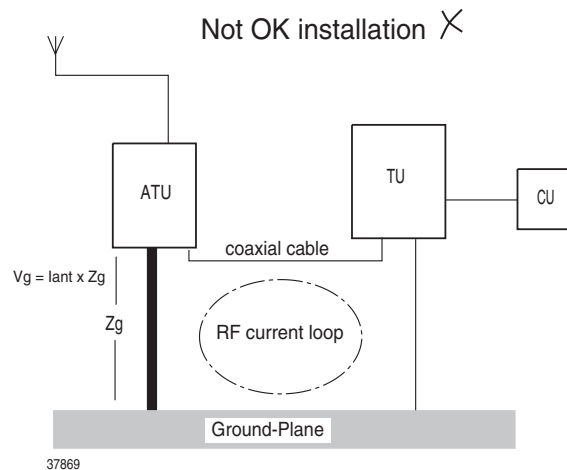 Not OK installation
ATU
TU
CU
coaxial cable
Vg = Iant x Zg
Zg
RF current loop
Ground-Plane
37869